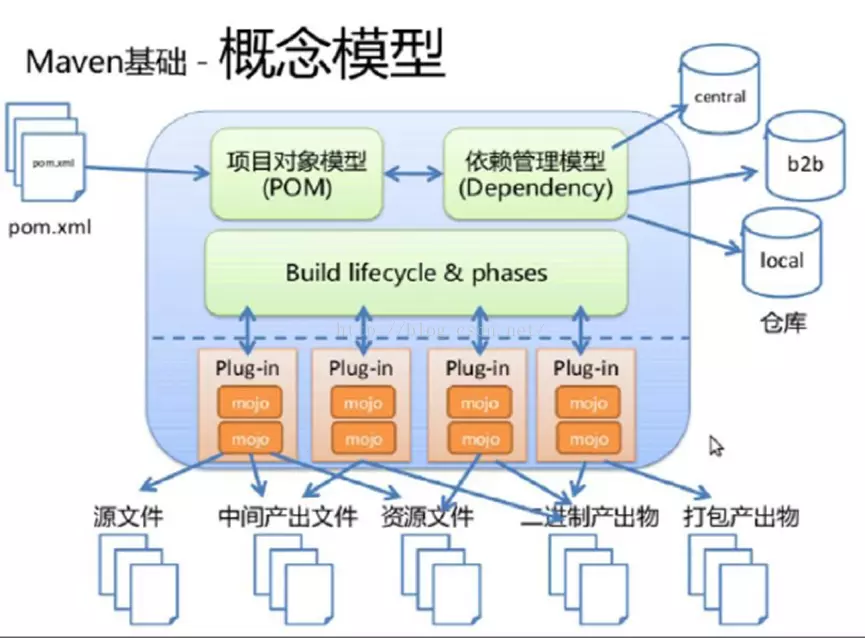 Maven基础 - 概念模型
central
pom.xml
项目对象模型
(POM)
依赖管理模型
(Dependency)
b2b
pom.xml
Build lifecycle & phases
local
仓库
http://blog.csdn.net/
Plug-in
Plug-in
Plug-in
Plug-in
mojo
mojo
mojo
mojo
mojo
mojo
mojo
mojo
源文件
中间产出文件
资源文件
二进制产出物
打包产出物